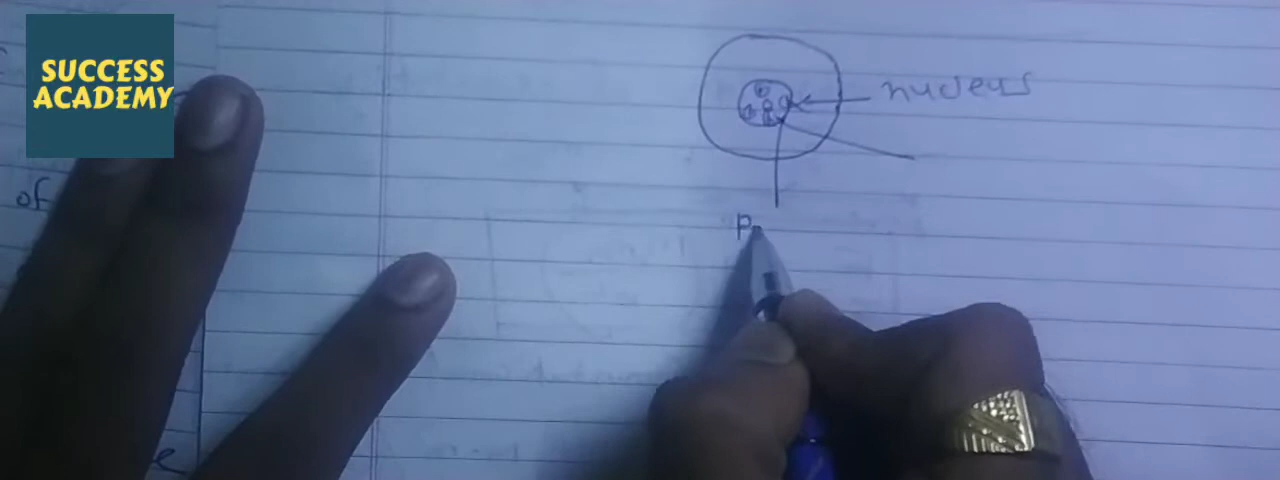 SUCCESS
ACADEMY
nucleus
of
P
e